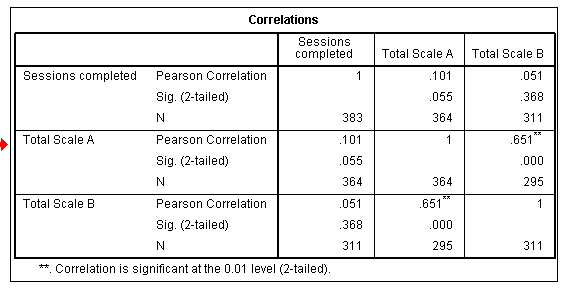 Correlations
Sessions completed Total Scale A Total Scale B
Sessions completed Pearson Correlation 1 .101 .051
Sig. (2-tailed) .055 .368
N 383 364 311
Total Scale A Pearson Correlation .101 1 .651**
Sig. (2-tailed) .055 .000
N 364 364 295
Total Scale B Pearson Correlation .051 .651** 1
Sig. (2-tailed) .368 .000
N 311 295 311
**. Correlation is significant at the 0.01 level (2-tailed).